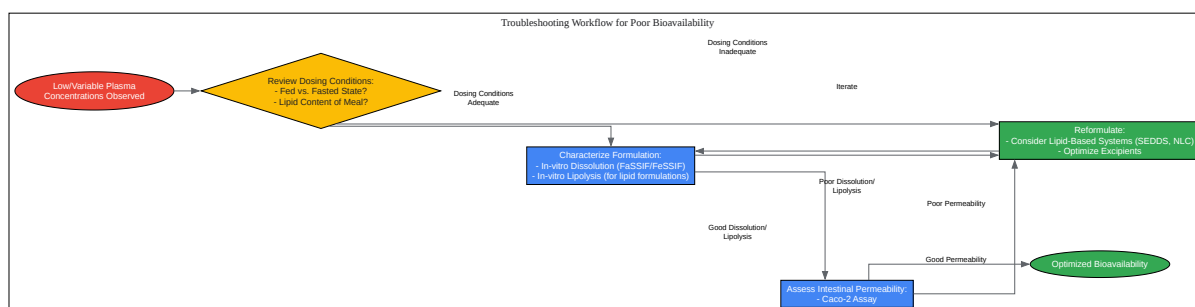 Troubleshooting Workflow for Poor Bioavailability
Dosing Conditions
Inadequate
Low/Variable Plasma
Concentrations Observed
Review Dosing Conditions:
- Fed vs. Fasted State?
- Lipid Content of Meal?
Dosing Conditions
Adequate
Iterate
Reformulate:
- Consider Lipid-Based Systems (SEDDS, NLC)
- Optimize Excipients
Characterize Formulation:
- In-vitro Dissolution (FaSSIF/FeSSIF)
- In-vitro Lipolysis (for lipid formulations)
Poor Dissolution/
Lipolysis
Poor Permeability
Good Dissolution/
Lipolysis
Good Permeability
Optimized Bioavailability
Assess Intestinal Permeability:
- Caco-2 Assay